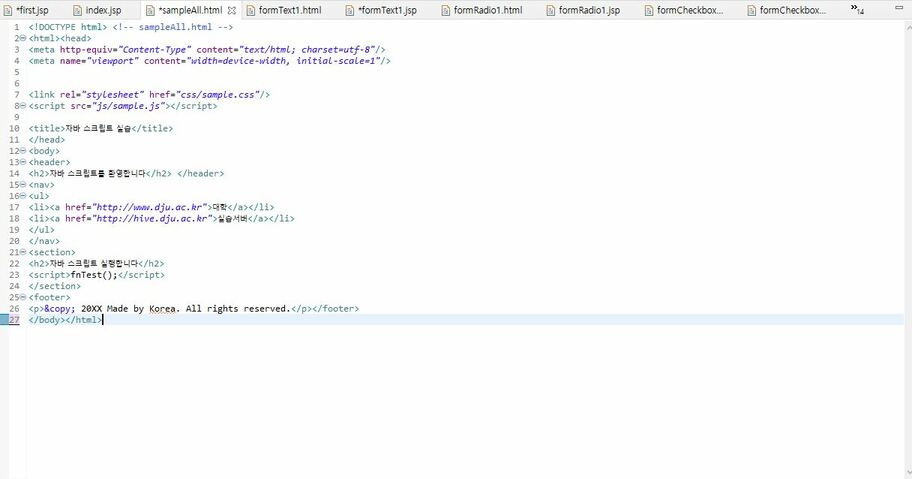 *first.jsp index.jsp *sampleAll.html formText1.html *formText1.jsp formRadio1.html formRadio1.jsp formCheckbox... formCheckbox... »14
1 <!DOCTYPE html> <!-- sampleAll.html -->
2 <html><head>
3 <meta http-equiv="Content-Type" content="text/html; charset=utf-8"/>
4 <meta name="viewport" content="width=device-width, initial-scale=1"/>
5
6
7 <link rel="stylesheet" href="css/sample.css"/>
8 <script src="js/sample.js"></script>
9
10 <title>자바 스크립트 실습</title>
11 </head>
12 <body>
13 <header>
14 <h2>자바 스크립트를 환영합니다</h2> </header>
15 <nav>
16 <ul>
17 <li><a href="http://www.dju.ac.kr">대학</a></li>
18 <li><a href="http://hive.dju.ac.kr">실습서버</a></li>
19 </ul>
20 </nav>
21 <section>
22 <h2>자바 스크립트 실행합니다</h2>
23 <script>fnTest();</script>
24 </section>
25 <footer>
26 <p>&copy; 20XX Made by Korea. All rights reserved.</p></footer>
27 </body></html>